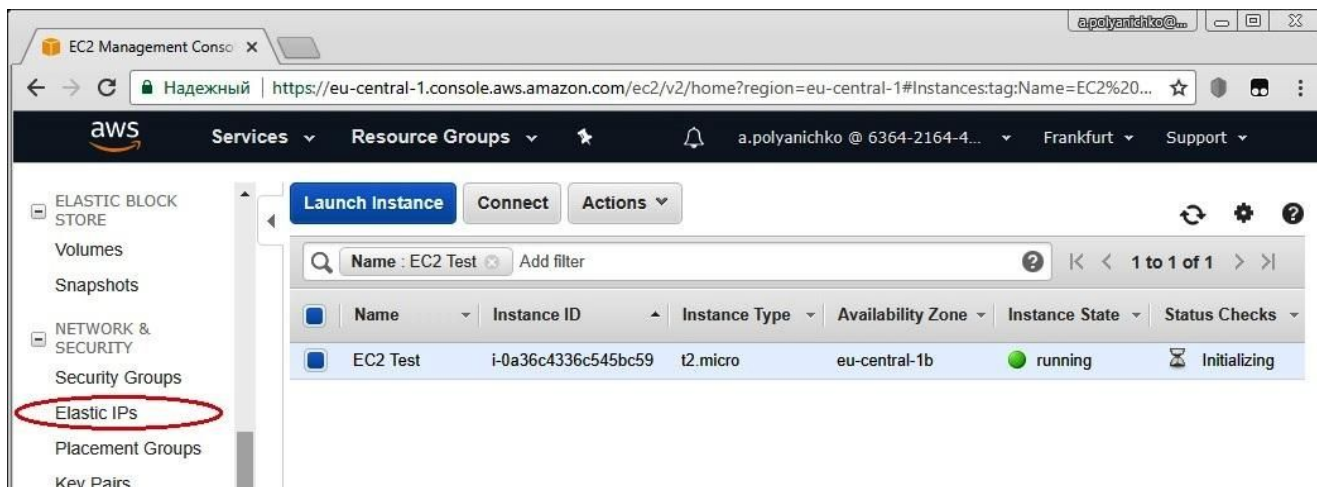 a.polyanichko@...
EC2 Management Conso
Надежный | https://eu-central-1.console.aws.amazon.com/ec2/v2/home?region=eu-central-1#Instances:tag:Name=EC2%20...
aws Services Resource Groups a.polyanichko @ 6364-2164-4... Frankfurt Support
ELASTIC BLOCK
STORE
Volumes
Snapshots
NETWORK &
SECURITY
Security Groups
Elastic IPs
Placement Groups
Key Pairs
Launch Instance Connect Actions
Name : EC2 Test Add filter 1 to 1 of 1
Name Instance ID Instance Type Availability Zone Instance State Status Checks
EC2 Test i-0a36c4336c545bc59 t2.micro eu-central-1b running Initializing